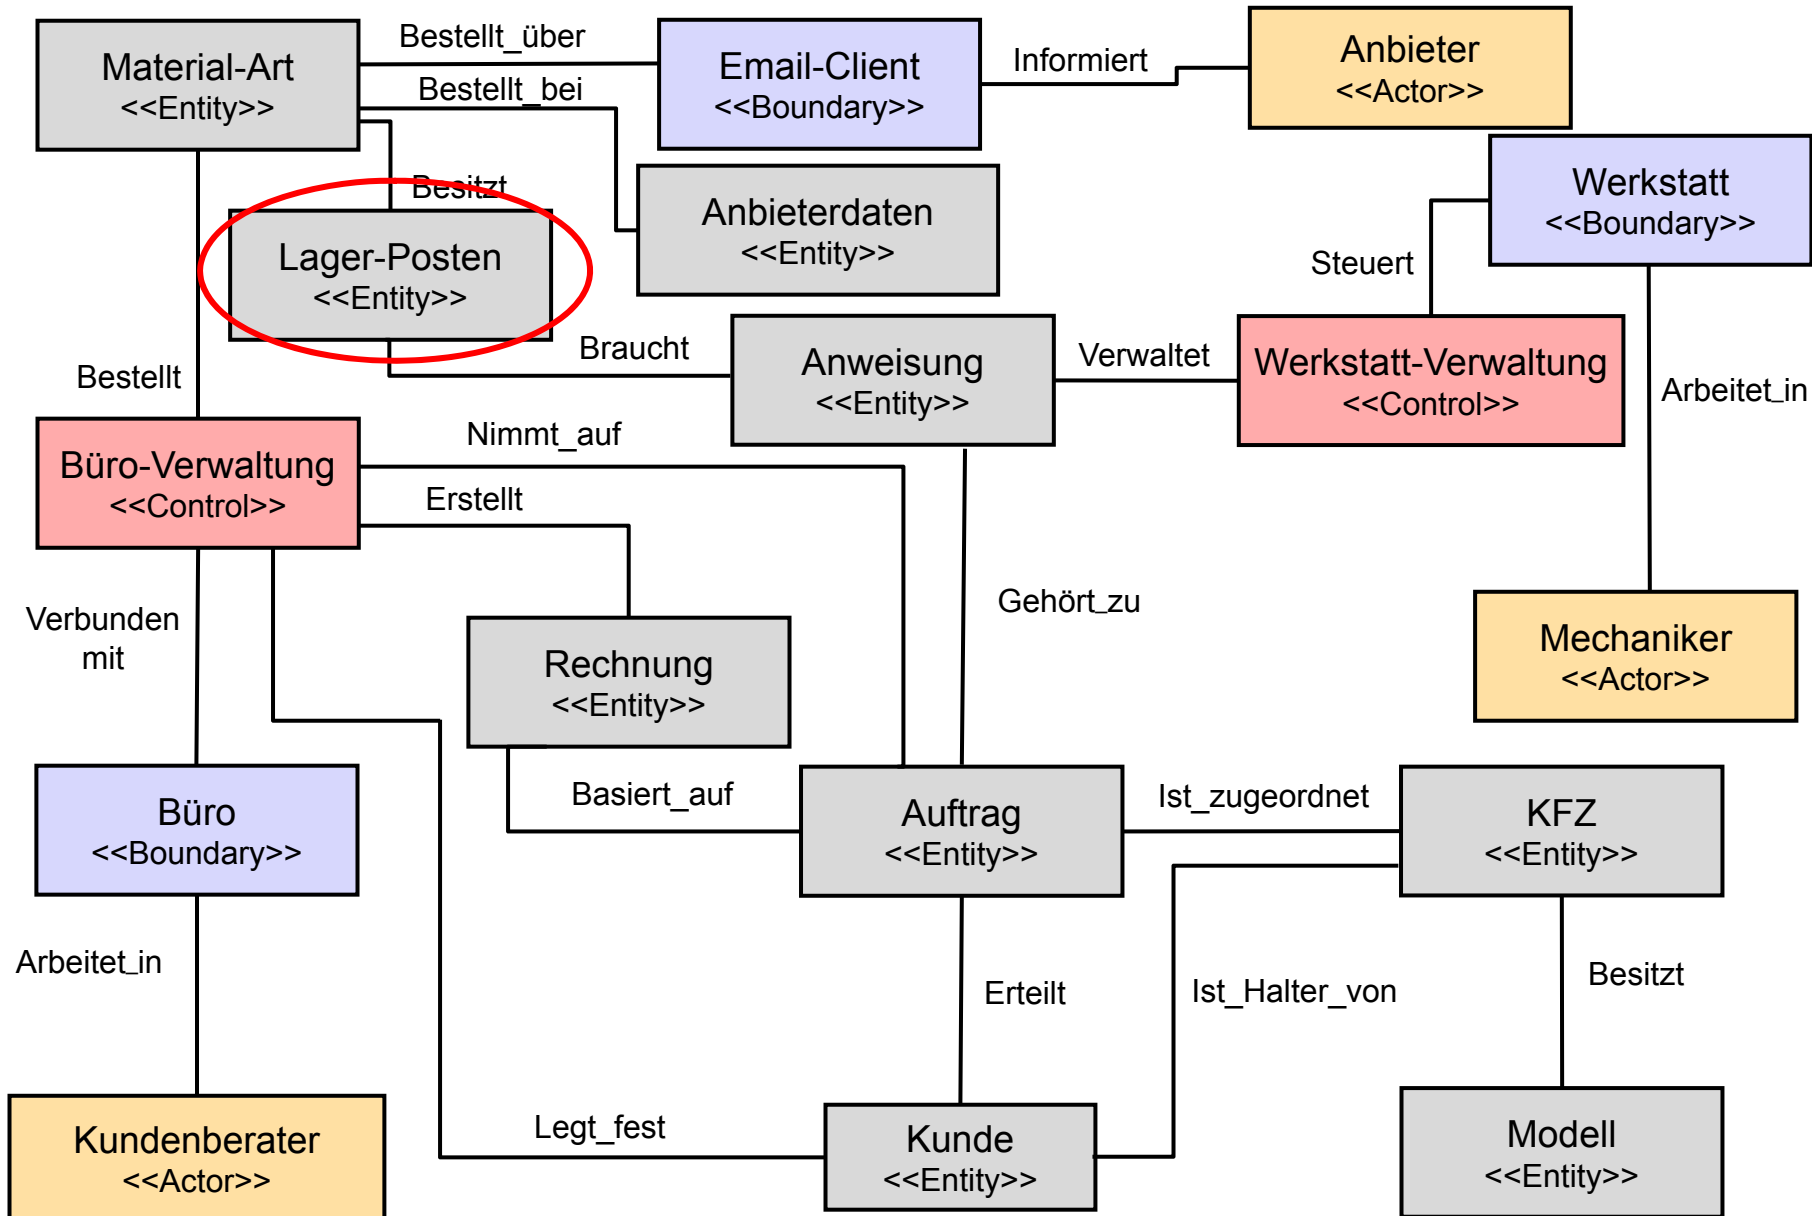 Material-Art
<<Entity>>
Bestellt_über
Email-Client
<<Boundary>>
Informiert
Anbieter
<<Actor>>
Bestellt_bei
Besitzt
Lager-Posten
<<Entity>>
Anbieterdaten
<<Entity>>
Werkstatt
<<Boundary>>
Steuert
Bestellt
Braucht
Anweisung
<<Entity>>
Verwaltet
Werkstatt-Verwaltung
<<Control>>
Arbeitet_in
Büro-Verwaltung
<<Control>>
Nimmt_auf
Erstellt
Verbunden
mit
Gehört_zu
Rechnung
<<Entity>>
Mechaniker
<<Actor>>
Büro
<<Boundary>>
Basiert_auf
Auftrag
<<Entity>>
Ist_zugeordnet
KFZ
<<Entity>>
Arbeitet_in
Erteilt
Ist_Halter_von
Besitzt
Kundenberater
<<Actor>>
Legt_fest
Kunde
<<Entity>>
Modell
<<Entity>>